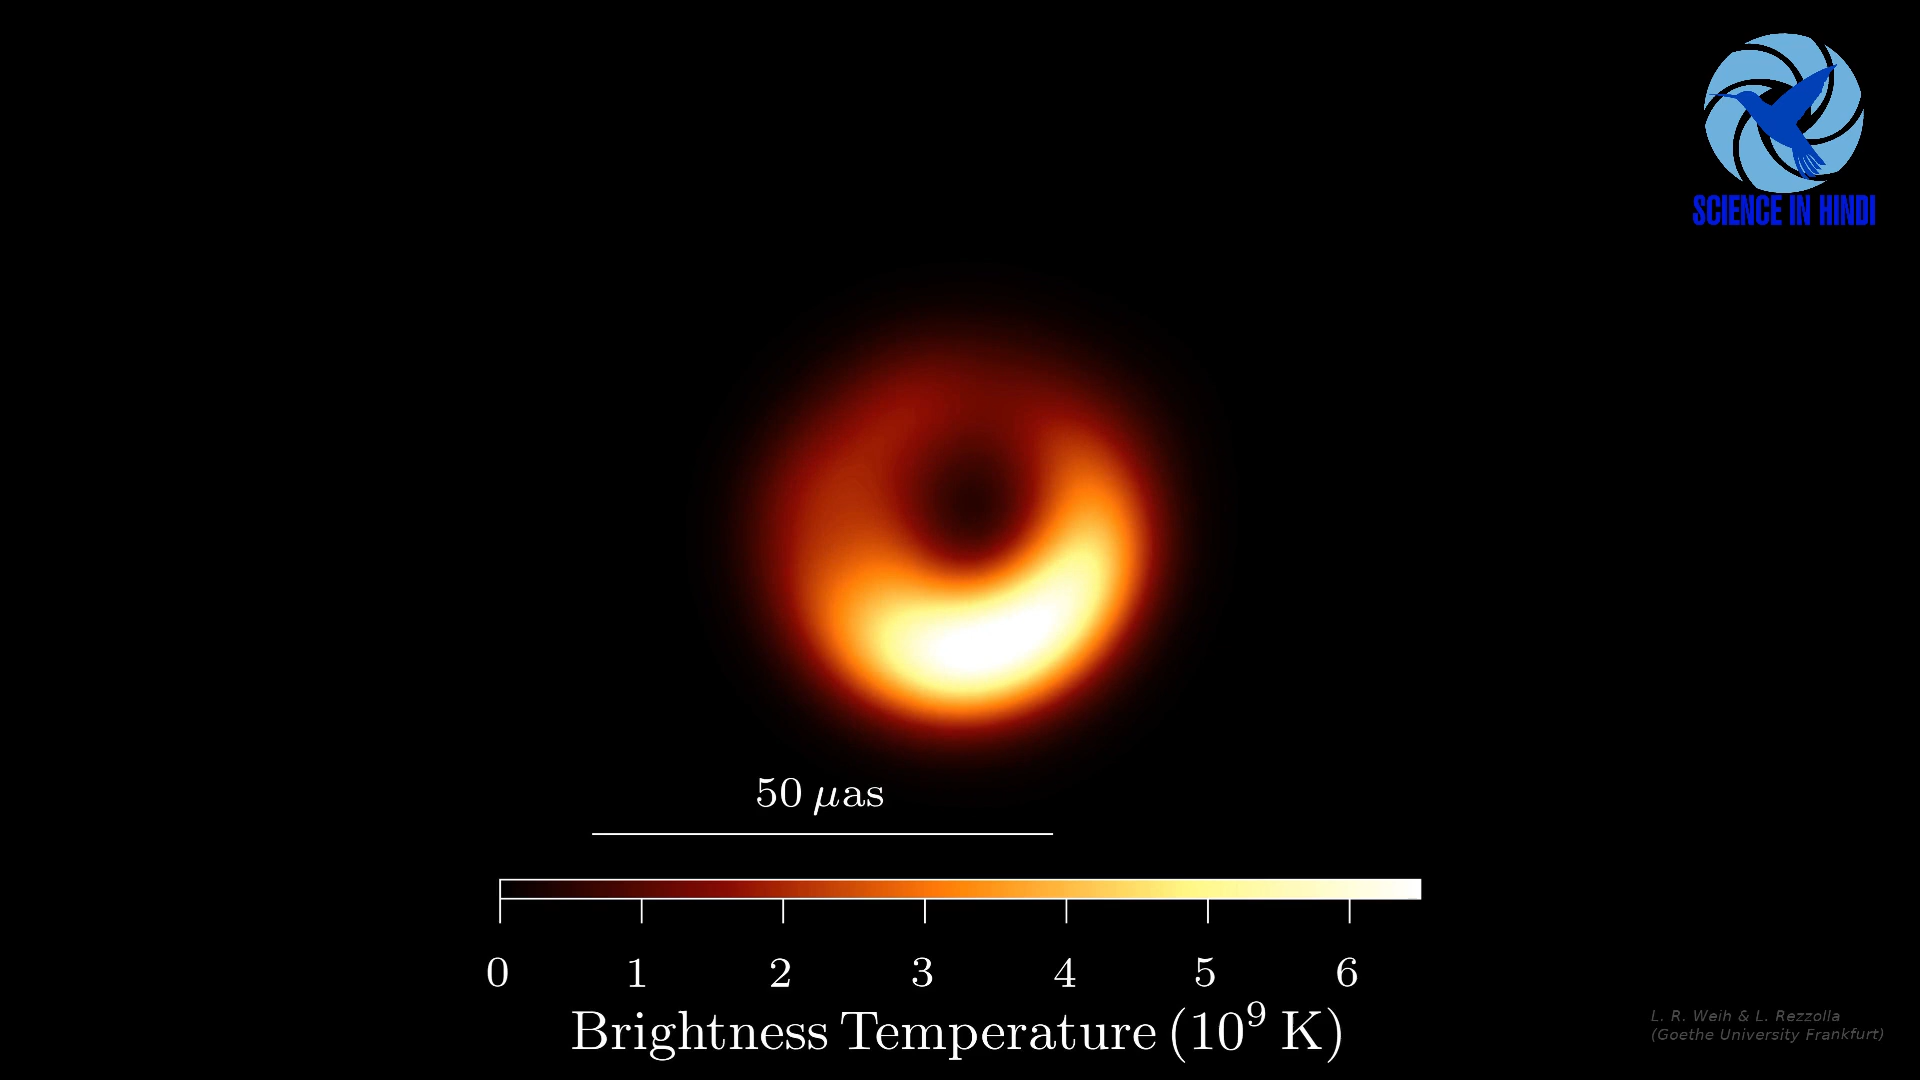 SCIENCE IN HINDI
50 μas
0 1 2 3 4 5 6
Brightness Temperature (10⁹ K)
L. R. Weih & L. Rezzolla
(Goethe University Frankfurt)